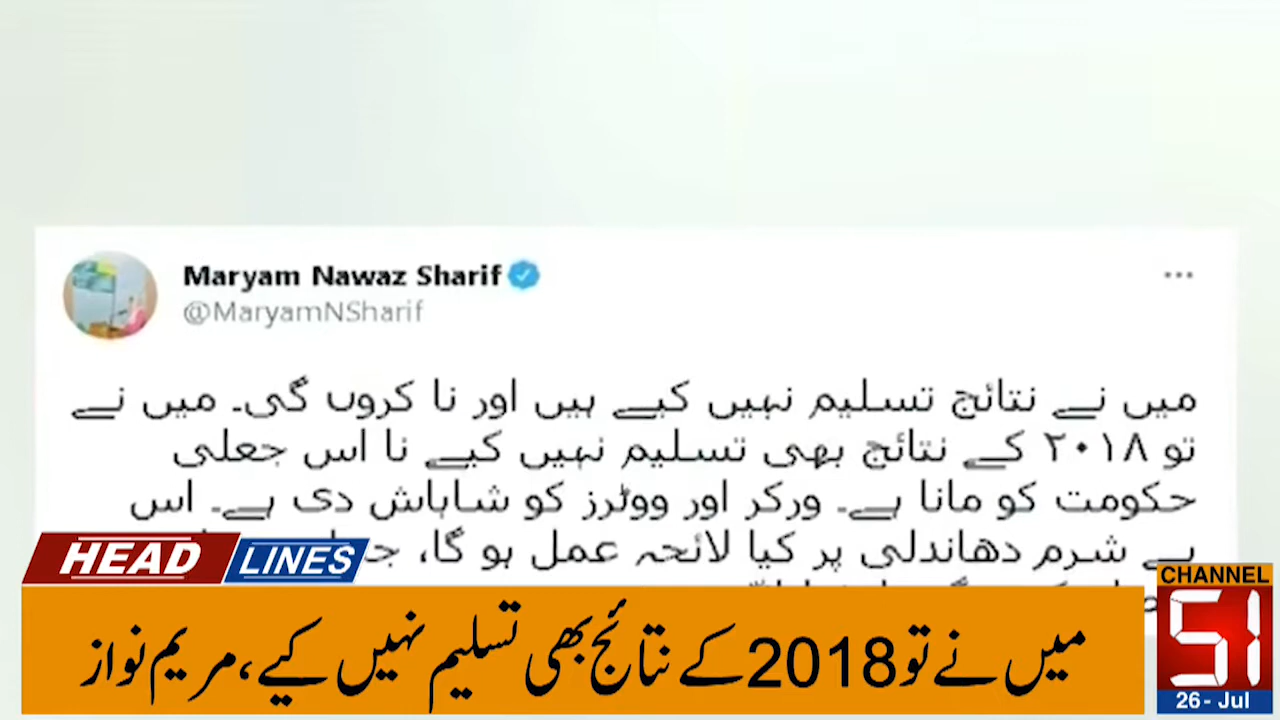 Maryam Nawaz Sharif
@MaryamNSharif
میں نے نتائج تسلیم نہیں کیے ہیں اور نا کروں گی۔ میں نے
تو ۲۰۱۸ کے نتائج بھی تسلیم نہیں کیے نا اس جعلی
حکومت کو مانا ہے۔ ورکر اور ووٹرز کو شاباش دی ہے۔ اس
بے شرم دھاندلی پر کیا لائحہ عمل ہو گا،
HEAD LINES
میں نے تو 2018 کے نتائج بھی تسلیم نہیں کیے، مریم نواز
CHANNEL
51
26- Jul